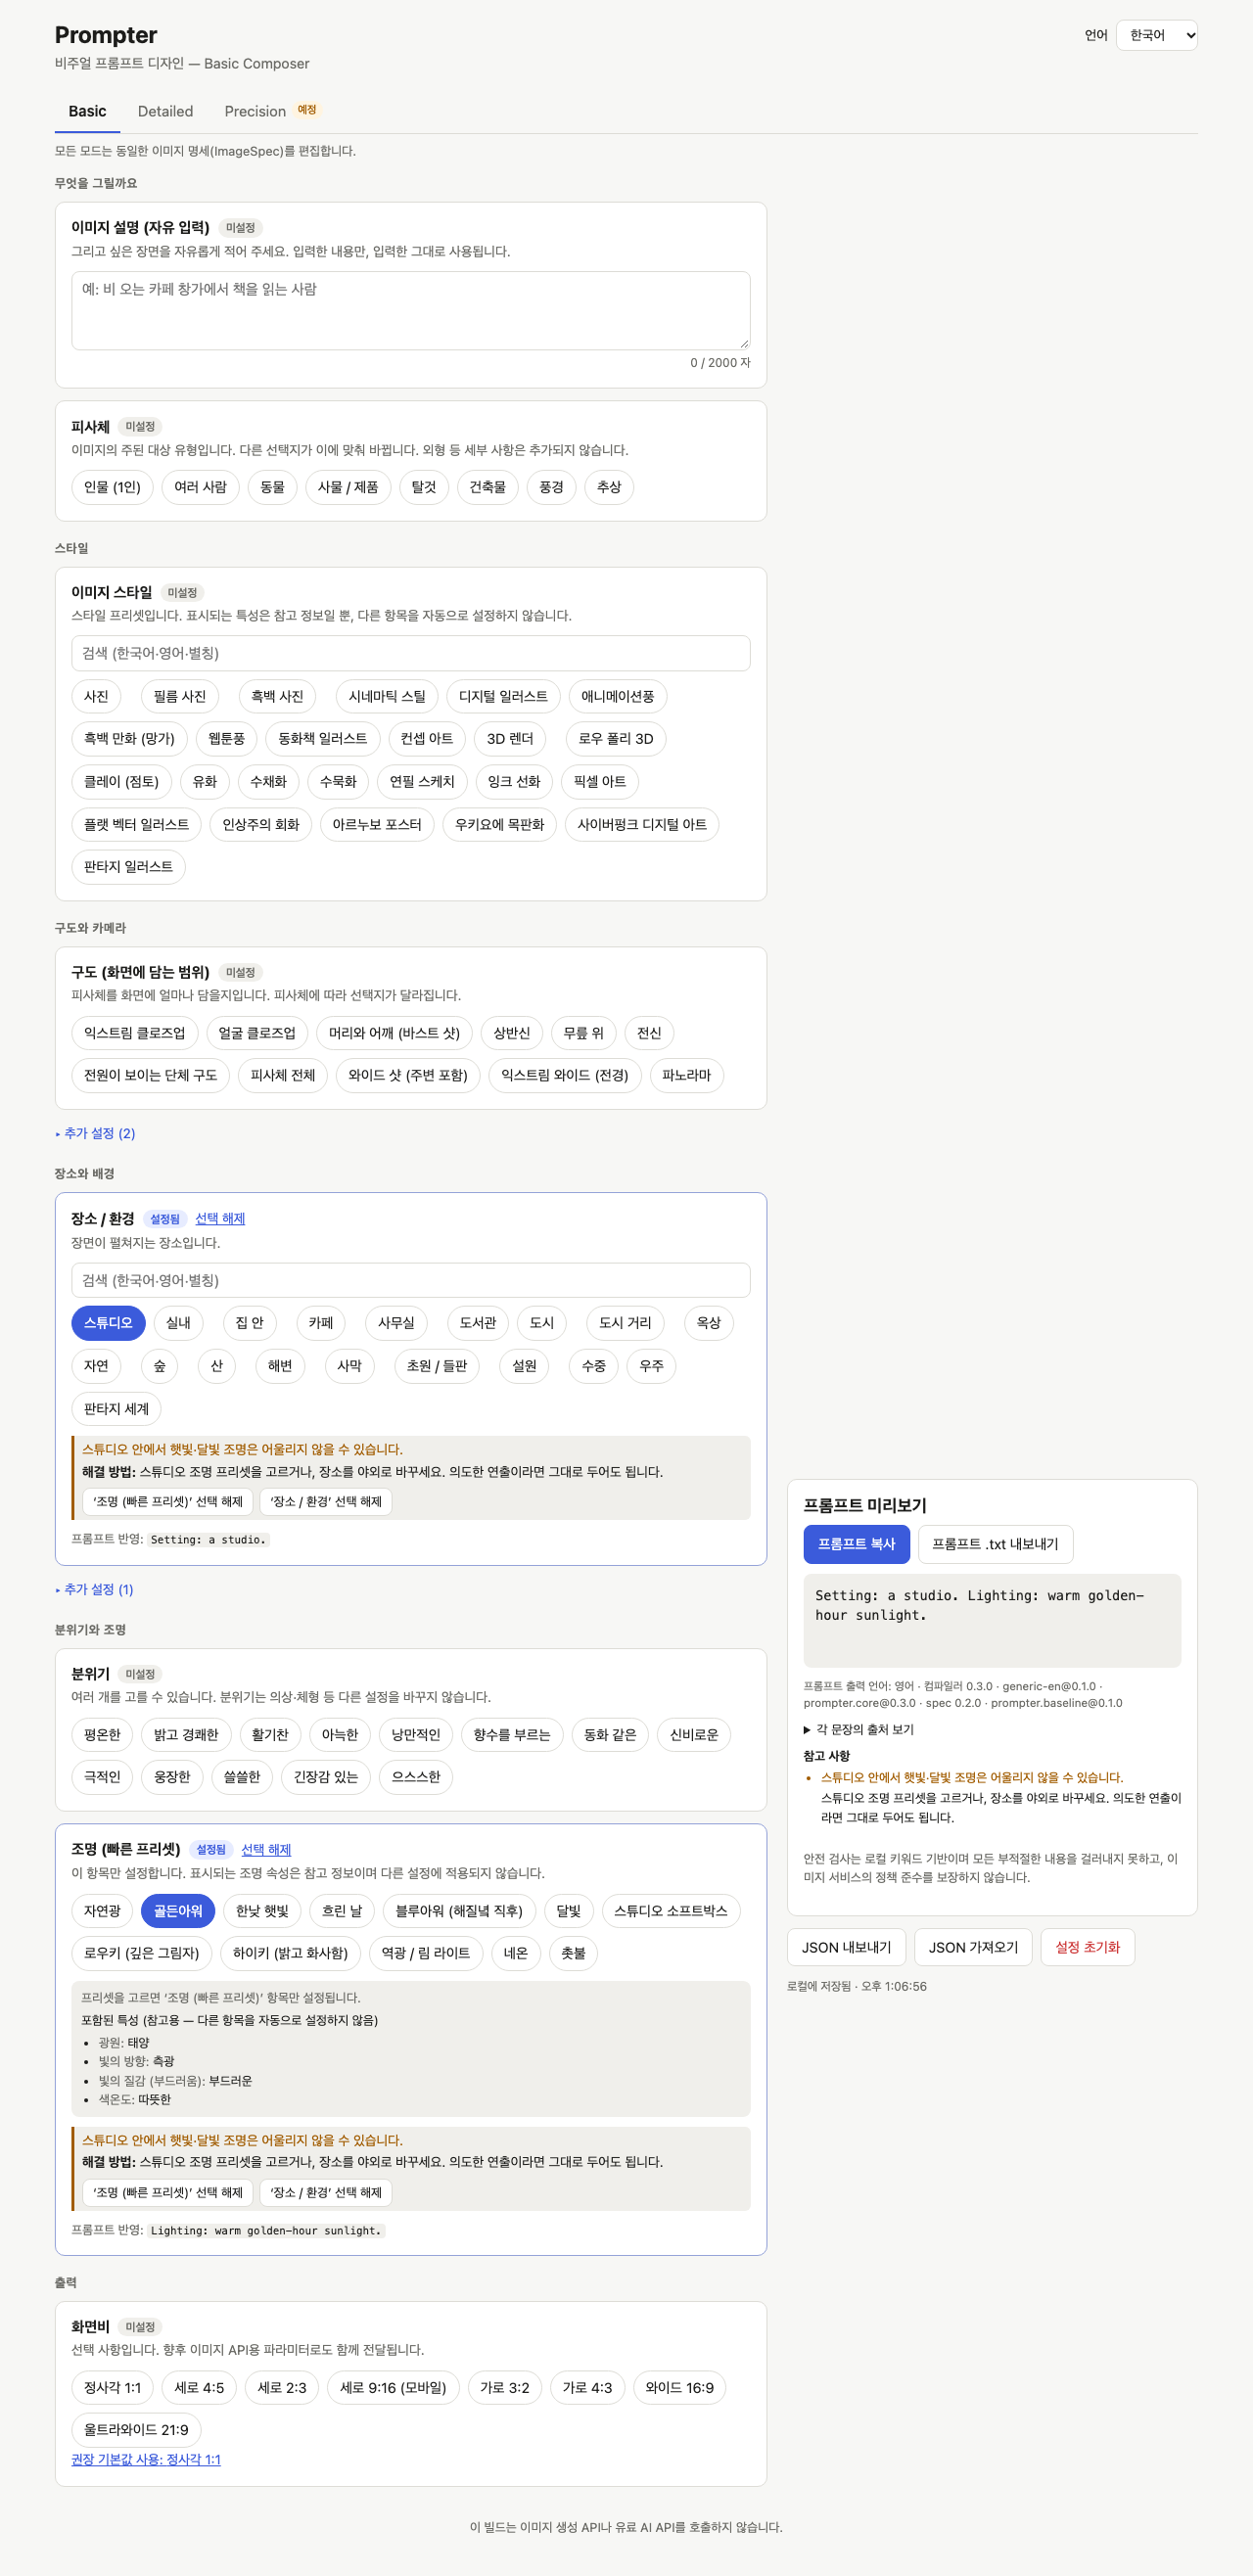 Prompter
언어 한국어
비주얼 프롬프트 디자인 — Basic Composer
Basic Detailed Precision 예정
모든 모드는 동일한 이미지 명세(ImageSpec)를 편집합니다.
무엇을 그릴까요
이미지 설명 (자유 입력) 미설정
그리고 싶은 장면을 자유롭게 적어 주세요. 입력한 내용만, 입력한 그대로 사용됩니다.
예: 비 오는 카페 창가에서 책을 읽는 사람
0 / 2000 자
피사체 미설정
이미지의 주된 대상 유형입니다. 다른 선택지가 이에 맞춰 바뀝니다. 외형 등 세부 사항은 추가되지 않습니다.
인물 (1인) 여러 사람 동물 사물 / 제품 탈것 건축물 풍경 추상
스타일
이미지 스타일 미설정
스타일 프리셋입니다. 표시되는 특성은 참고 정보일 뿐, 다른 항목을 자동으로 설정하지 않습니다.
검색 (한국어·영어·별칭)
사진 필름 사진 흑백 사진 시네마틱 스틸 디지털 일러스트 애니메이션풍
흑백 만화 (망가) 웹툰풍 동화책 일러스트 컨셉 아트 3D 렌더 로우 폴리 3D
클레이 (점토) 유화 수채화 수묵화 연필 스케치 잉크 선화 픽셀 아트
플랫 벡터 일러스트 인상주의 회화 아르누보 포스터 우키요에 목판화 사이버펑크 디지털 아트
판타지 일러스트
구도와 카메라
구도 (화면에 담는 범위) 미설정
피사체를 화면에 얼마나 담을지입니다. 피사체에 따라 선택지가 달라집니다.
익스트림 클로즈업 얼굴 클로즈업 머리와 어깨 (바스트 샷) 상반신 무릎 위 전신
전원이 보이는 단체 구도 피사체 전체 와이드 샷 (주변 포함) 익스트림 와이드 (전경) 파노라마
▸ 추가 설정 (2)
장소와 배경
장소 / 환경 설정됨 선택 해제
장면이 펼쳐지는 장소입니다.
검색 (한국어·영어·별칭)
스튜디오 실내 집 안 카페 사무실 도서관 도시 도시 거리 옥상
자연 숲 산 해변 사막 초원 / 들판 설원 수중 우주
판타지 세계
스튜디오 안에서 햇빛·달빛 조명은 어울리지 않을 수 있습니다.
해결 방법: 스튜디오 조명 프리셋을 고르거나, 장소를 야외로 바꾸세요. 의도한 연출이라면 그대로 두어도 됩니다.
‘조명 (빠른 프리셋)’ 선택 해제 ‘장소 / 환경’ 선택 해제
프롬프트 반영: Setting: a studio.
▸ 추가 설정 (1)
분위기와 조명
분위기 미설정
여러 개를 고를 수 있습니다. 분위기는 의상·체형 등 다른 설정을 바꾸지 않습니다.
평온한 밝고 경쾌한 활기찬 아늑한 낭만적인 향수를 부르는 동화 같은 신비로운
극적인 웅장한 쓸쓸한 긴장감 있는 으스스한
조명 (빠른 프리셋) 설정됨 선택 해제
이 항목만 설정합니다. 표시되는 조명 속성은 참고 정보이며 다른 설정에 적용되지 않습니다.
자연광 골든아워 한낮 햇빛 흐린 날 블루아워 (해질녘 직후) 달빛 스튜디오 소프트박스
로우키 (깊은 그림자) 하이키 (밝고 화사함) 역광 / 림 라이트 네온 촛불
프리셋을 고르면 ‘조명 (빠른 프리셋)’ 항목만 설정됩니다.
포함된 특성 (참고용 — 다른 항목을 자동으로 설정하지 않음)
• 광원: 태양
• 빛의 방향: 측광
• 빛의 질감 (부드러움): 부드러운
• 색온도: 따뜻한
스튜디오 안에서 햇빛·달빛 조명은 어울리지 않을 수 있습니다.
해결 방법: 스튜디오 조명 프리셋을 고르거나, 장소를 야외로 바꾸세요. 의도한 연출이라면 그대로 두어도 됩니다.
‘조명 (빠른 프리셋)’ 선택 해제 ‘장소 / 환경’ 선택 해제
프롬프트 반영: Lighting: warm golden-hour sunlight.
출력
화면비 미설정
선택 사항입니다. 향후 이미지 API용 파라미터로도 함께 전달됩니다.
정사각 1:1 세로 4:5 세로 2:3 세로 9:16 (모바일) 가로 3:2 가로 4:3 와이드 16:9
울트라와이드 21:9
권장 기본값 사용: 정사각 1:1
프롬프트 미리보기
프롬프트 복사 프롬프트 .txt 내보내기
Setting: a studio. Lighting: warm golden-
hour sunlight.
프롬프트 출력 언어: 영어 · 컴파일러 0.3.0 · generic-en@0.1.0 ·
prompter.core@0.3.0 · spec 0.2.0 · prompter.baseline@0.1.0
▶ 각 문장의 출처 보기
참고 사항
• 스튜디오 안에서 햇빛·달빛 조명은 어울리지 않을 수 있습니다.
스튜디오 조명 프리셋을 고르거나, 장소를 야외로 바꾸세요. 의도한 연출이
라면 그대로 두어도 됩니다.
안전 검사는 로컬 키워드 기반이며 모든 부적절한 내용을 걸러내지 못하고, 이
미지 서비스의 정책 준수를 보장하지 않습니다.
JSON 내보내기 JSON 가져오기 설정 초기화
로컬에 저장됨 · 오후 1:06:56
이 빌드는 이미지 생성 API나 유료 AI API를 호출하지 않습니다.